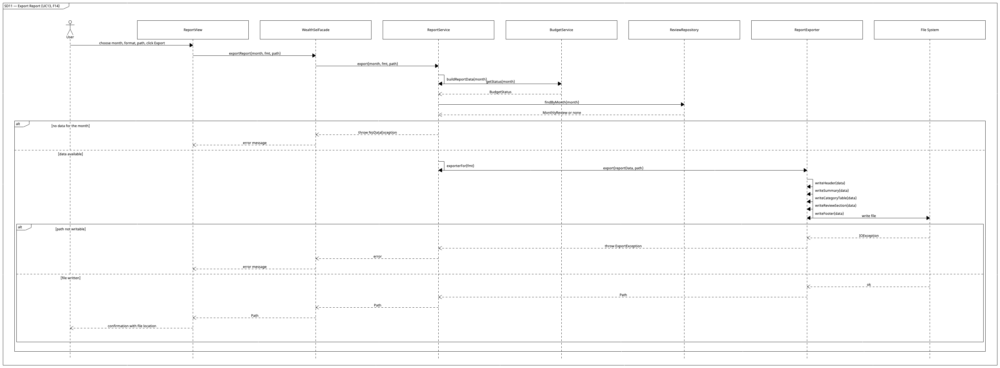 SD11 — Export Report (UC13, F14)
User
ReportView
WealthSeiFacade
ReportService
BudgetService
ReviewRepository
ReportExporter
File System
choose month, format, path, click Export
exportReport(month, fmt, path)
export(month, fmt, path)
buildReportData(month)
getStatus(month)
BudgetStatus
findByMonth(month)
MonthlyReview or none
alt
[no data for the month]
throw NoDataException
error message
[data available]
exporterFor(fmt)
export(reportData, path)
writeHeader(data)
writeSummary(data)
writeCategoryTable(data)
writeReviewSection(data)
writeFooter(data)
write file
alt
[path not writable]
IOException
throw ExportException
error
error message
[file written]
ok
Path
Path
Path
confirmation with file location